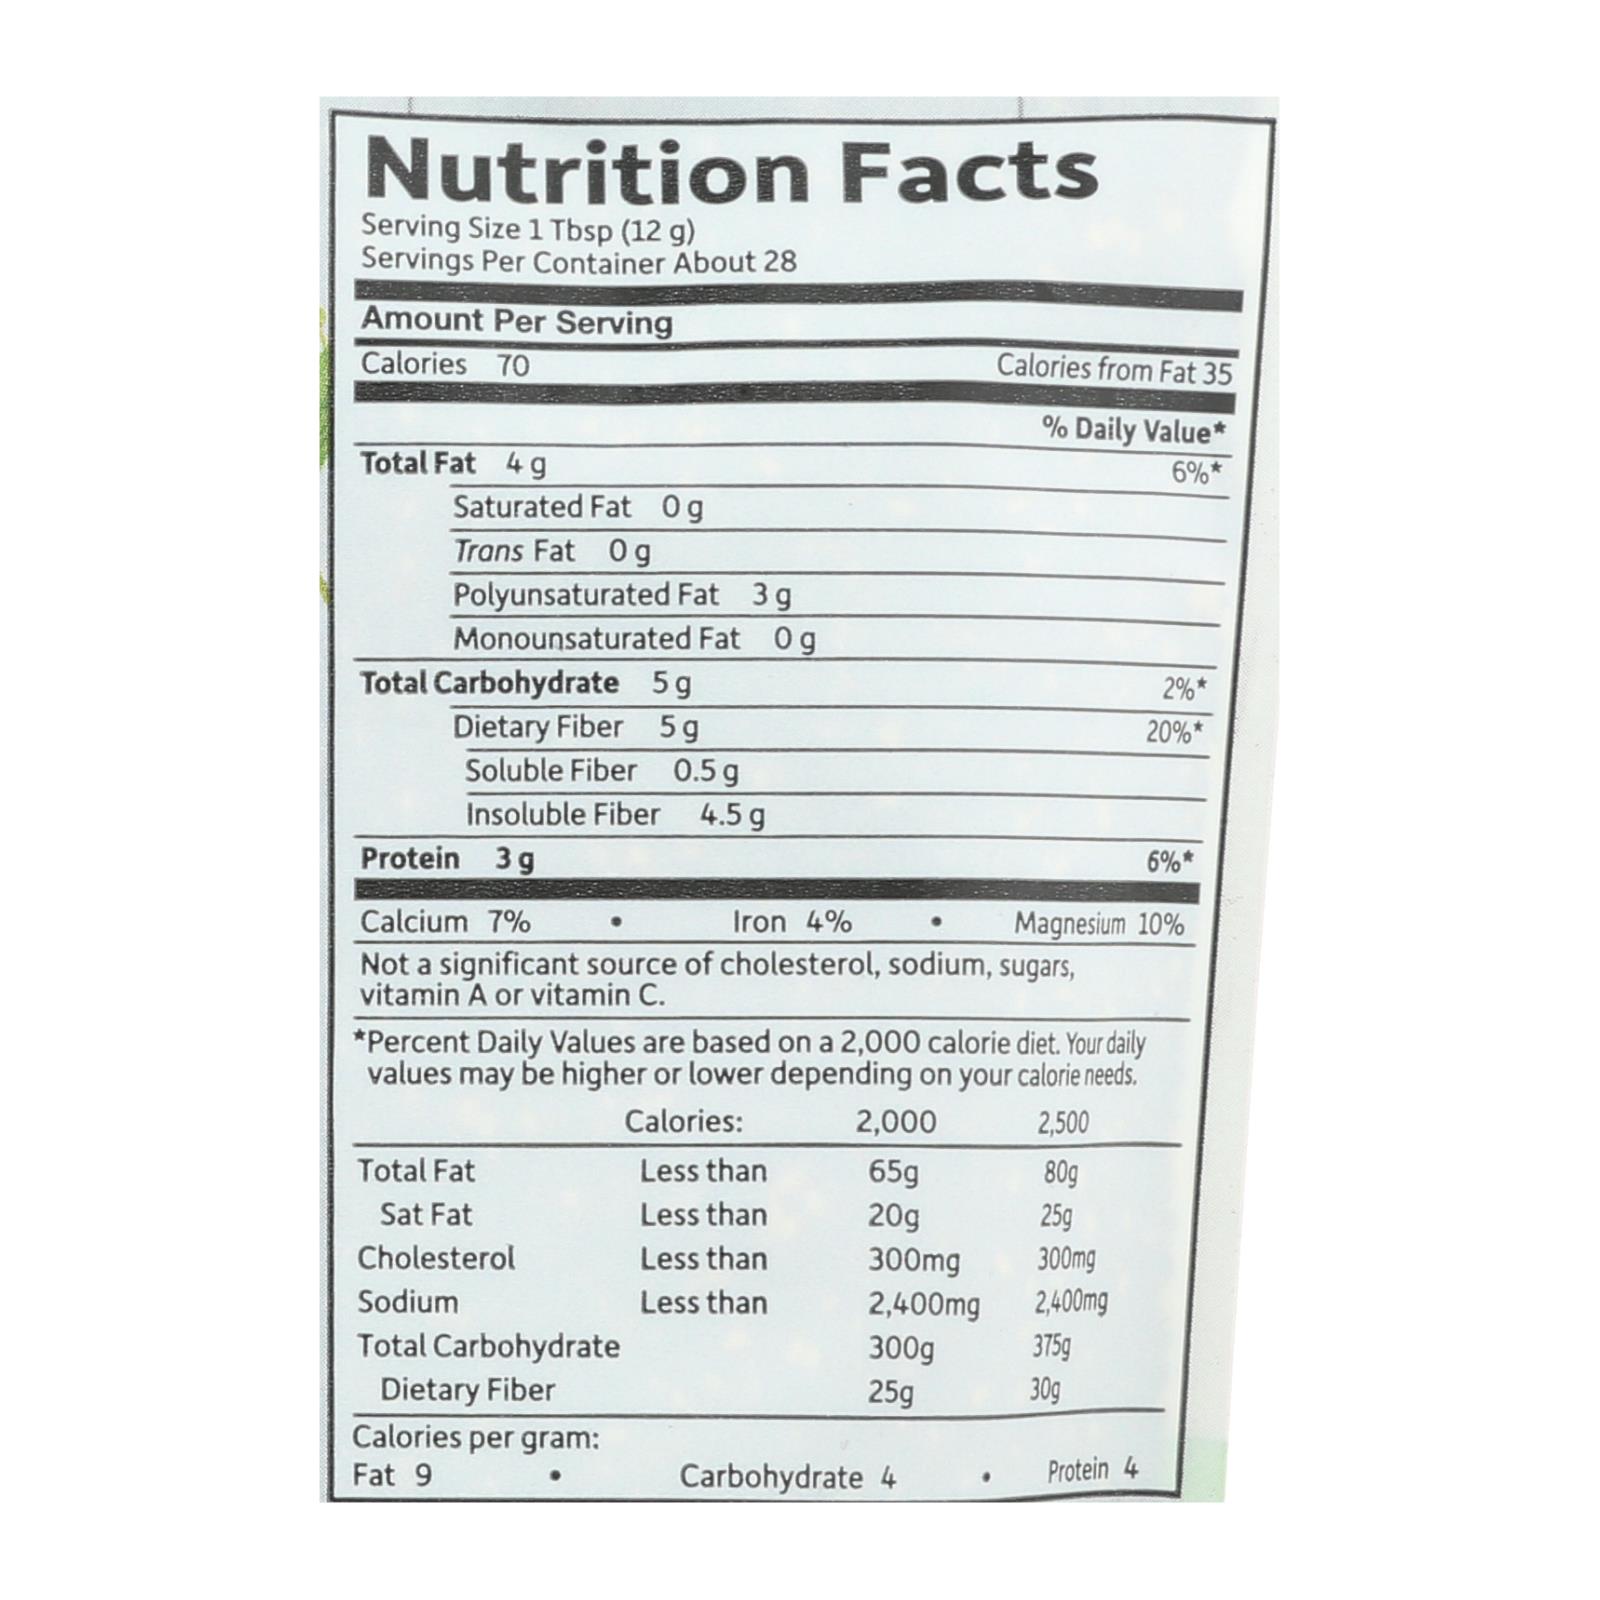 Nutrition Facts
Serving Size 1 Tbsp (12 g)
Servings Per Container About 28
Amount Per Serving
Calories 70 Calories from Fat 35
% Daily Value*
Total Fat 4 g 6%*
Saturated Fat 0 g
Trans Fat 0 g
Polyunsaturated Fat 3 g
Monounsaturated Fat 0 g
Total Carbohydrate 5 g 2%*
Dietary Fiber 5 g 20%*
Soluble Fiber 0.5 g
Insoluble Fiber 4.5 g
Protein 3 g 6%*
Calcium 7% • Iron 4% • Magnesium 10%
Not a significant source of cholesterol, sodium, sugars,
vitamin A or vitamin C.
*Percent Daily Values are based on a 2,000 calorie diet. Your daily
values may be higher or lower depending on your calorie needs.
Calories: 2,000 2,500
Total Fat Less than 65g 80g
Sat Fat Less than 20g 25g
Cholesterol Less than 300mg 300mg
Sodium Less than 2,400mg 2,400mg
Total Carbohydrate 300g 375g
Dietary Fiber 25g 30g
Calories per gram:
Fat 9 • Carbohydrate 4 • Protein 4